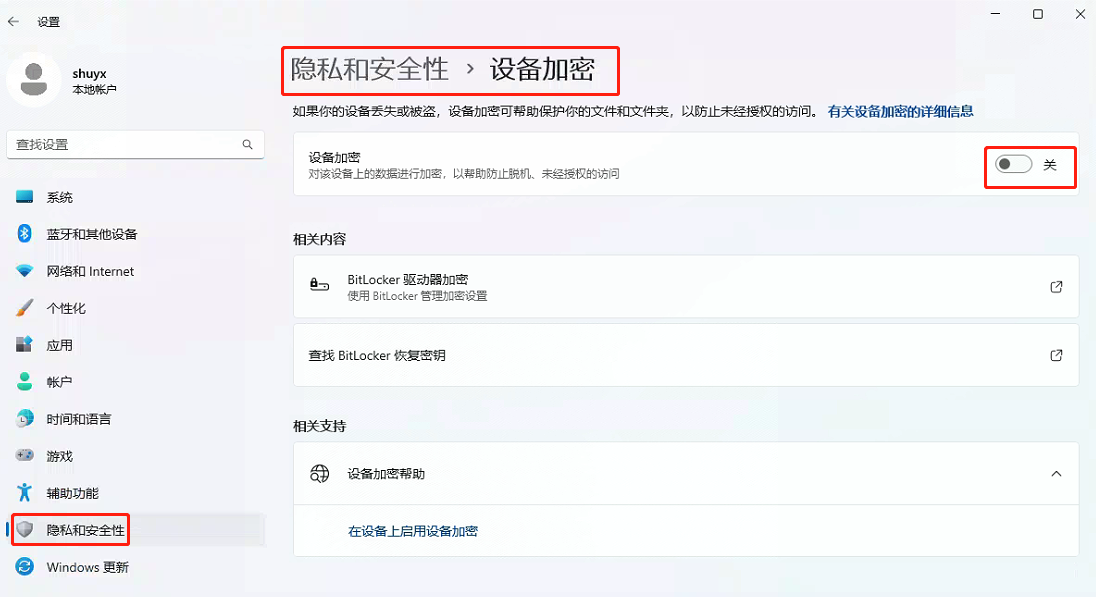 设置
shuyx
本地帐户
查找设置
系统
蓝牙和其他设备
网络和 Internet
个性化
应用
帐户
时间和语言
游戏
辅助功能
隐私和安全性
Windows 更新
隐私和安全性 › 设备加密
如果你的设备丢失或被盗，设备加密可帮助保护你的文件和文件夹，以防止未经授权的访问。 有关设备加密的详细信息
设备加密
对该设备上的数据进行加密，以帮助防止脱机、未经授权的访问
关
相关内容
BitLocker 驱动器加密
使用 BitLocker 管理加密设置
查找 BitLocker 恢复密钥
相关支持
设备加密帮助
在设备上启用设备加密